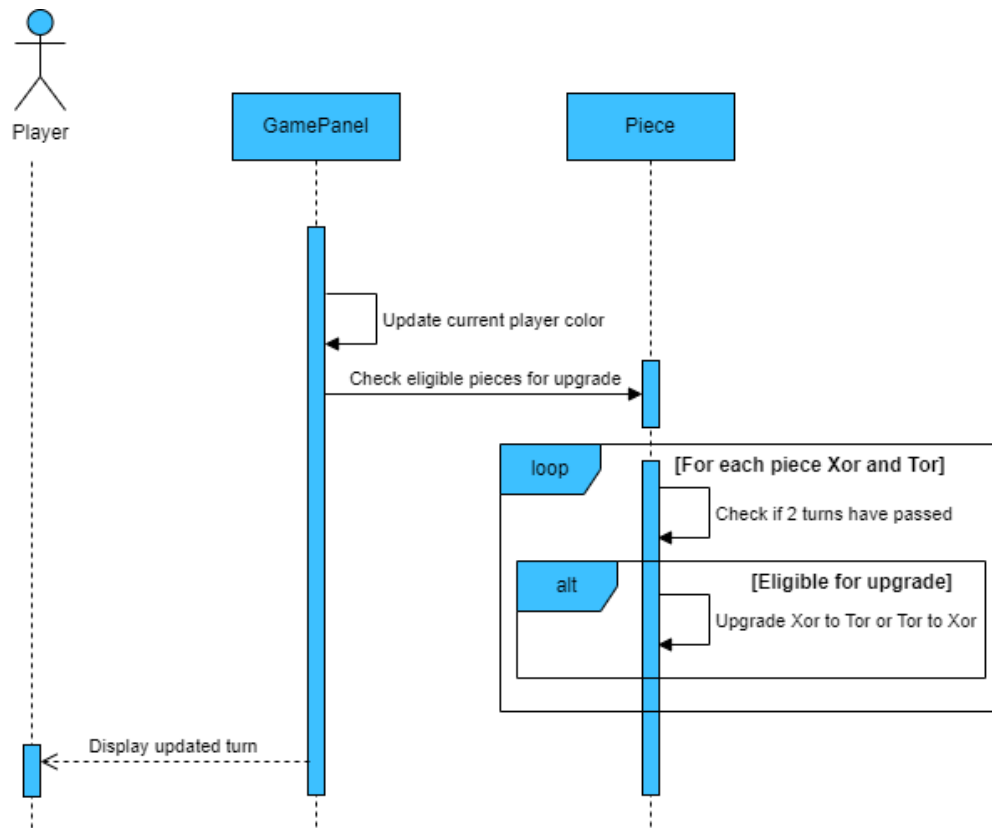 Player
GamePanel
Piece
Update current player color
Check eligible pieces for upgrade
loop
[For each piece Xor and Tor]
Check if 2 turns have passed
alt
[Eligible for upgrade]
Upgrade Xor to Tor or Tor to Xor
Display updated turn